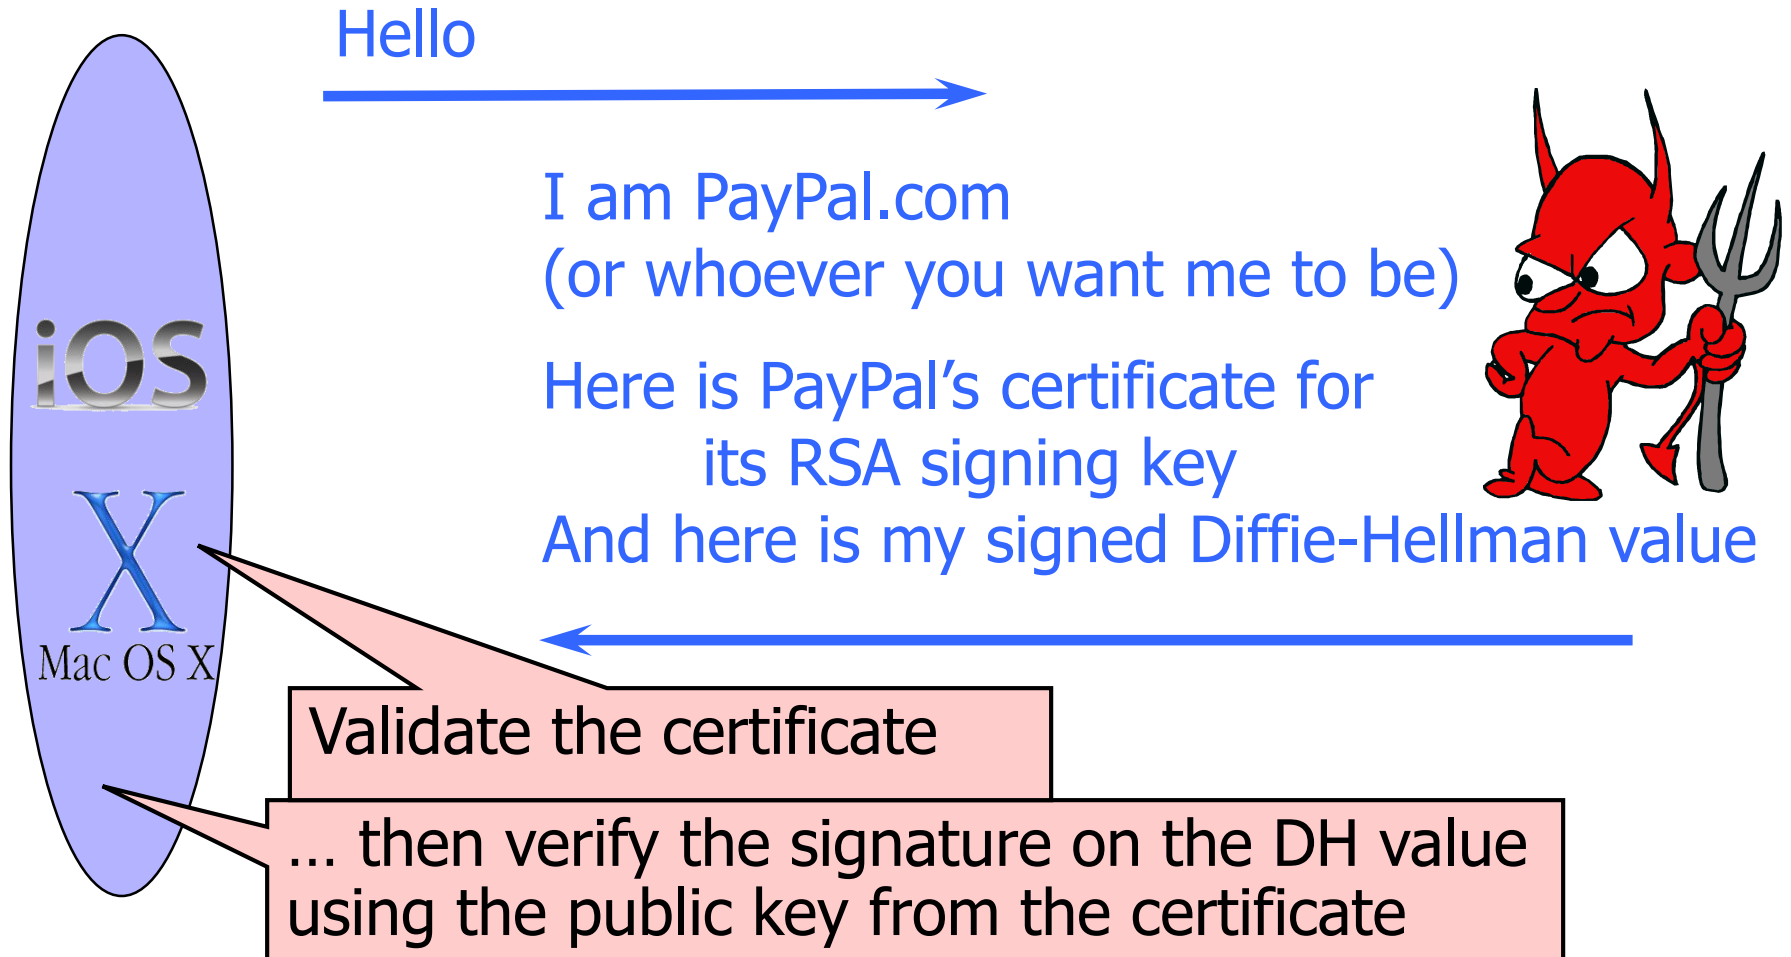 Hello
I am PayPal.com
(or whoever you want me to be)
Here is PayPal’s certificate for
its RSA signing key
And here is my signed Diffie-Hellman value
iOS
X
Mac OS X
Validate the certificate
… then verify the signature on the DH value
using the public key from the certificate